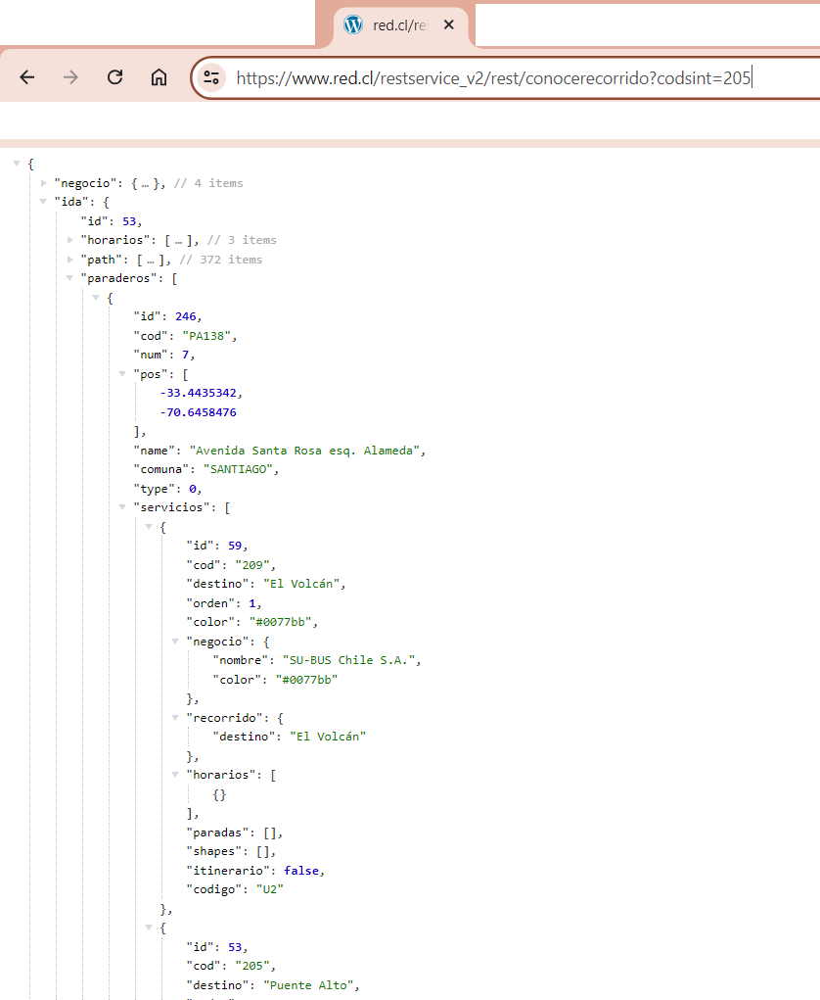 red.cl/re
https://www.red.cl/restservice_v2/rest/conocerecorrido?codsint=205
{
"negocio": { … }, // 4 items
"ida": {
"id": 53,
"horarios": [ … ], // 3 items
"path": [ … ], // 372 items
"paraderos": [
{
"id": 246,
"cod": "PA138",
"num": 7,
"pos": [
-33.4435342,
-70.6458476
],
"name": "Avenida Santa Rosa esq. Alameda",
"comuna": "SANTIAGO",
"type": 0,
"servicios": [
{
"id": 59,
"cod": "209",
"destino": "El Volcán",
"orden": 1,
"color": "#0077bb",
"negocio": {
"nombre": "SU-BUS Chile S.A.",
"color": "#0077bb"
},
"recorrido": {
"destino": "El Volcán"
},
"horarios": [
{}
],
"paradas": [],
"shapes": [],
"itinerario": false,
"codigo": "U2"
},
{
"id": 53,
"cod": "205",
"destino": "Puente Alto",